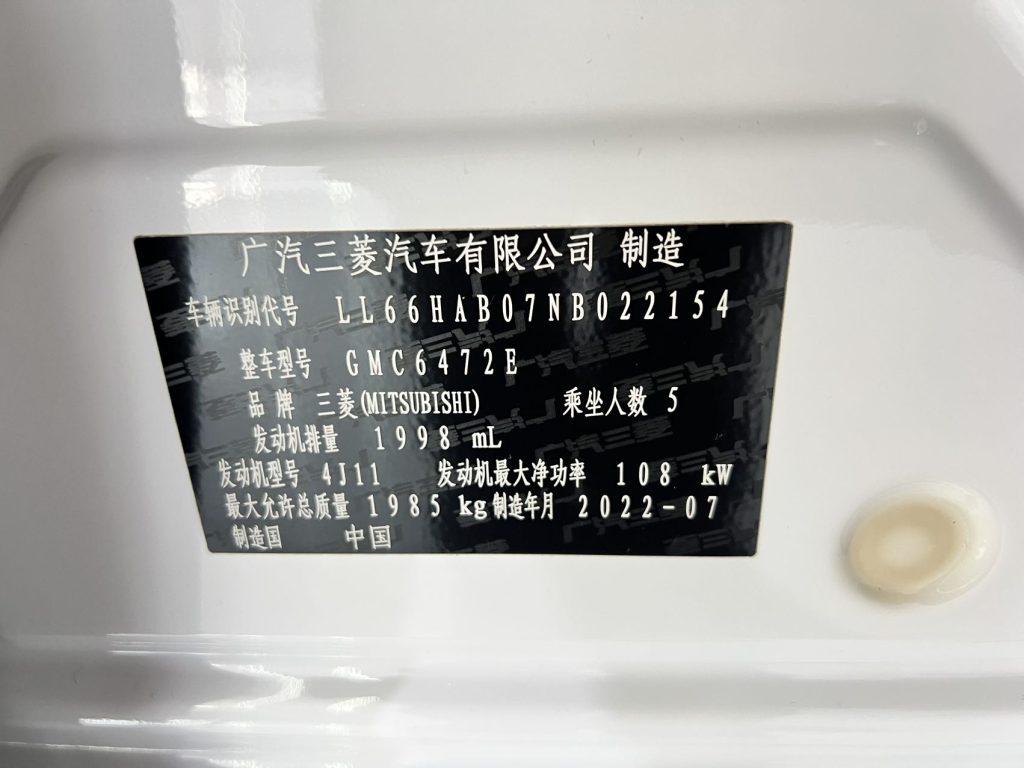 广汽三菱汽车有限公司 制造
车辆识别代号 LL66HAB07NB022154
整车型号 GMC6472E
品牌 三菱(MITSUBISHI) 乘坐人数 5
发动机排量 1998 mL
发动机型号 4J11 发动机最大净功率 108 kW
最大允许总质量 1985 kg 制造年月 2022-07
制造国 中国